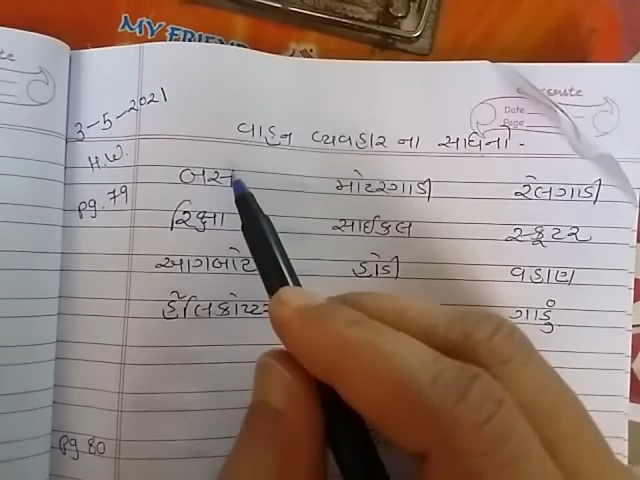 MY FRIEND
classmate
Date
Page
3-5-2021
વાહન વ્યવહાર ના સાધનો -
H.W.
બસ મોટરગાડી રેલગાડી
pg. 79
રિક્ષા સાઈકલ સ્કૂટર
આગબોટ હોડી વહાણ
હેલિકોપ્ટર ગાડું
pg 80